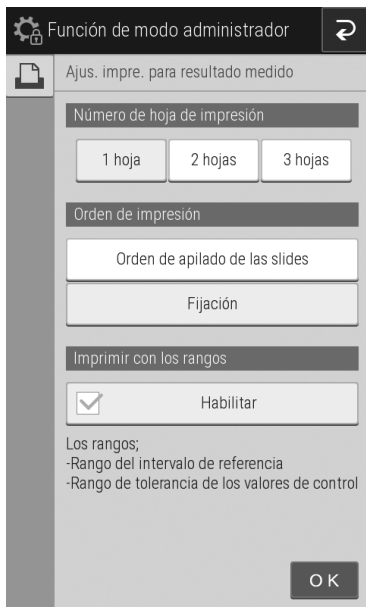 Función de modo administrador
Ajus. impre. para resultado medido
Número de hoja de impresión
1 hoja 2 hojas 3 hojas
Orden de impresión
Orden de apilado de las slides
Fijación
Imprimir con los rangos
Habilitar
Los rangos;
-Rango del intervalo de referencia
-Rango de tolerancia de los valores de control
OK